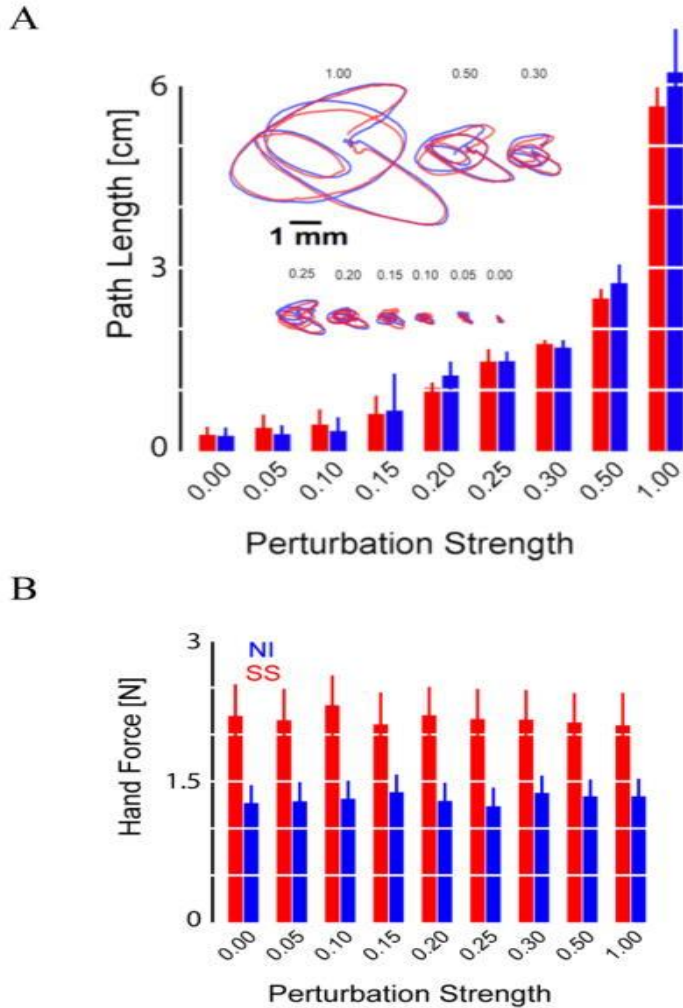 A
Path Length [cm]
6
3
0
1.00 0.50 0.30
1 mm
0.25 0.20 0.15 0.10 0.05 0.00
0.00 0.05 0.10 0.15 0.20 0.25 0.30 0.50 1.00
Perturbation Strength
B
Hand Force [N]
3
1.5
0
NI
SS
0.00 0.05 0.10 0.15 0.20 0.25 0.30 0.50 1.00
Perturbation Strength